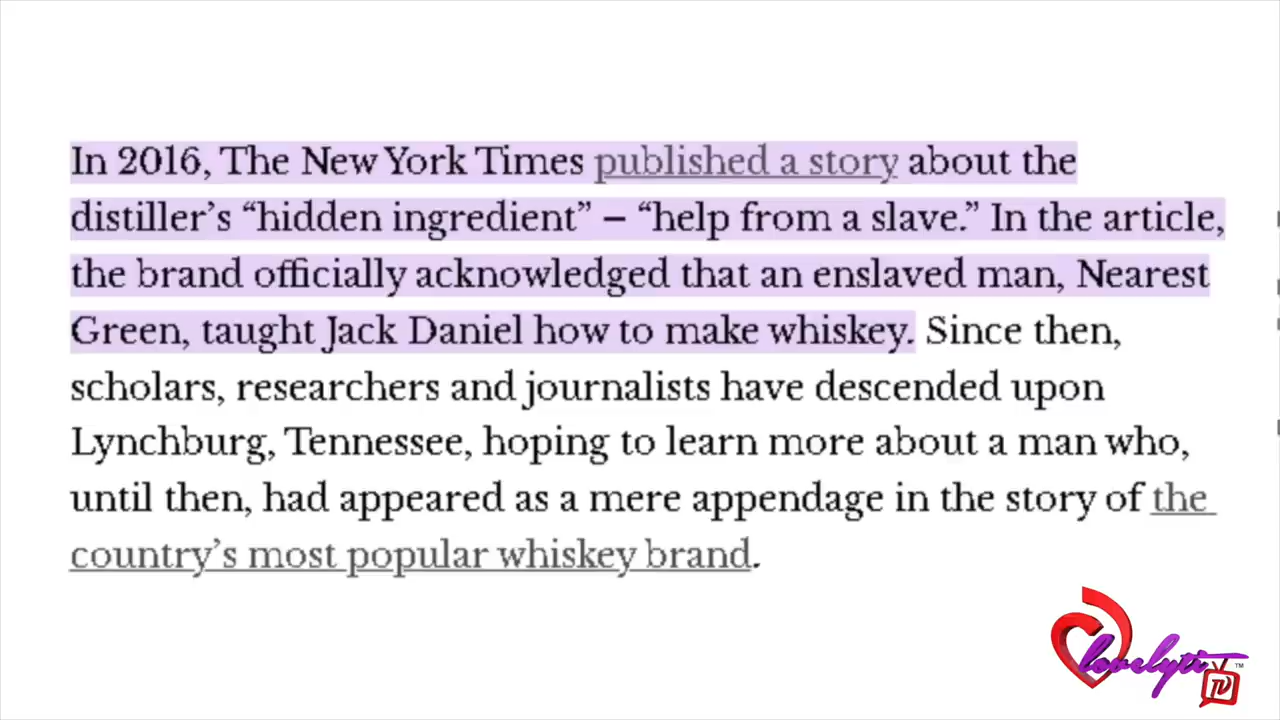 In 2016, The New York Times published a story about the
distiller’s “hidden ingredient” – “help from a slave.” In the article,
the brand officially acknowledged that an enslaved man, Nearest
Green, taught Jack Daniel how to make whiskey. Since then,
scholars, researchers and journalists have descended upon
Lynchburg, Tennessee, hoping to learn more about a man who,
until then, had appeared as a mere appendage in the story of the
country’s most popular whiskey brand.
lovelyti
TV
™